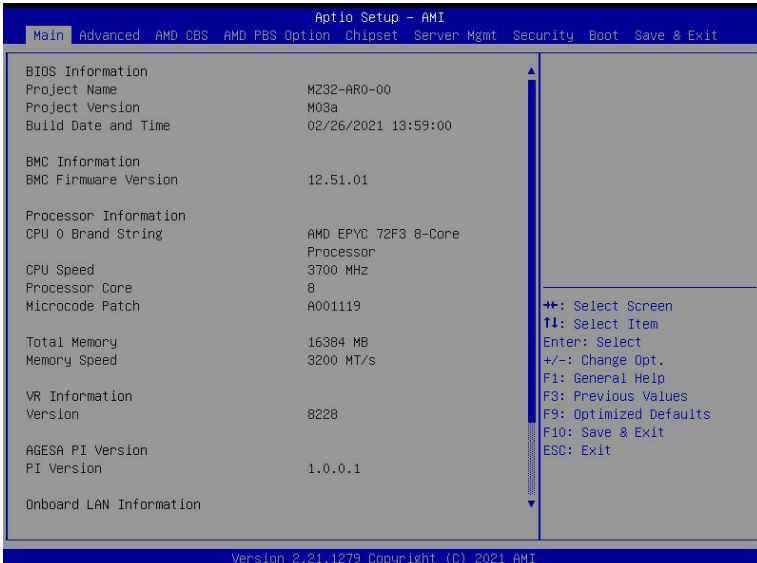 Aptio Setup - AMI
Main Advanced AMD CBS AMD PBS Option Chipset Server Mgmt Security Boot Save & Exit
BIOS Information
Project Name MZ32-AR0-00
Project Version M03a
Build Date and Time 02/26/2021 13:59:00
BMC Information
BMC Firmware Version 12.51.01
Processor Information
CPU 0 Brand String AMD EPYC 72F3 8-Core
Processor
CPU Speed 3700 MHz
Processor Core 8
Microcode Patch A001119
Total Memory 16384 MB
Memory Speed 3200 MT/s
VR Information
Version 8228
AGESA PI Version
PI Version 1.0.0.1
Onboard LAN Information
→←: Select Screen
↑↓: Select Item
Enter: Select
+/-: Change Opt.
F1: General Help
F3: Previous Values
F9: Optimized Defaults
F10: Save & Exit
ESC: Exit
Version 2.21.1279 Copyright (C) 2021 AMI